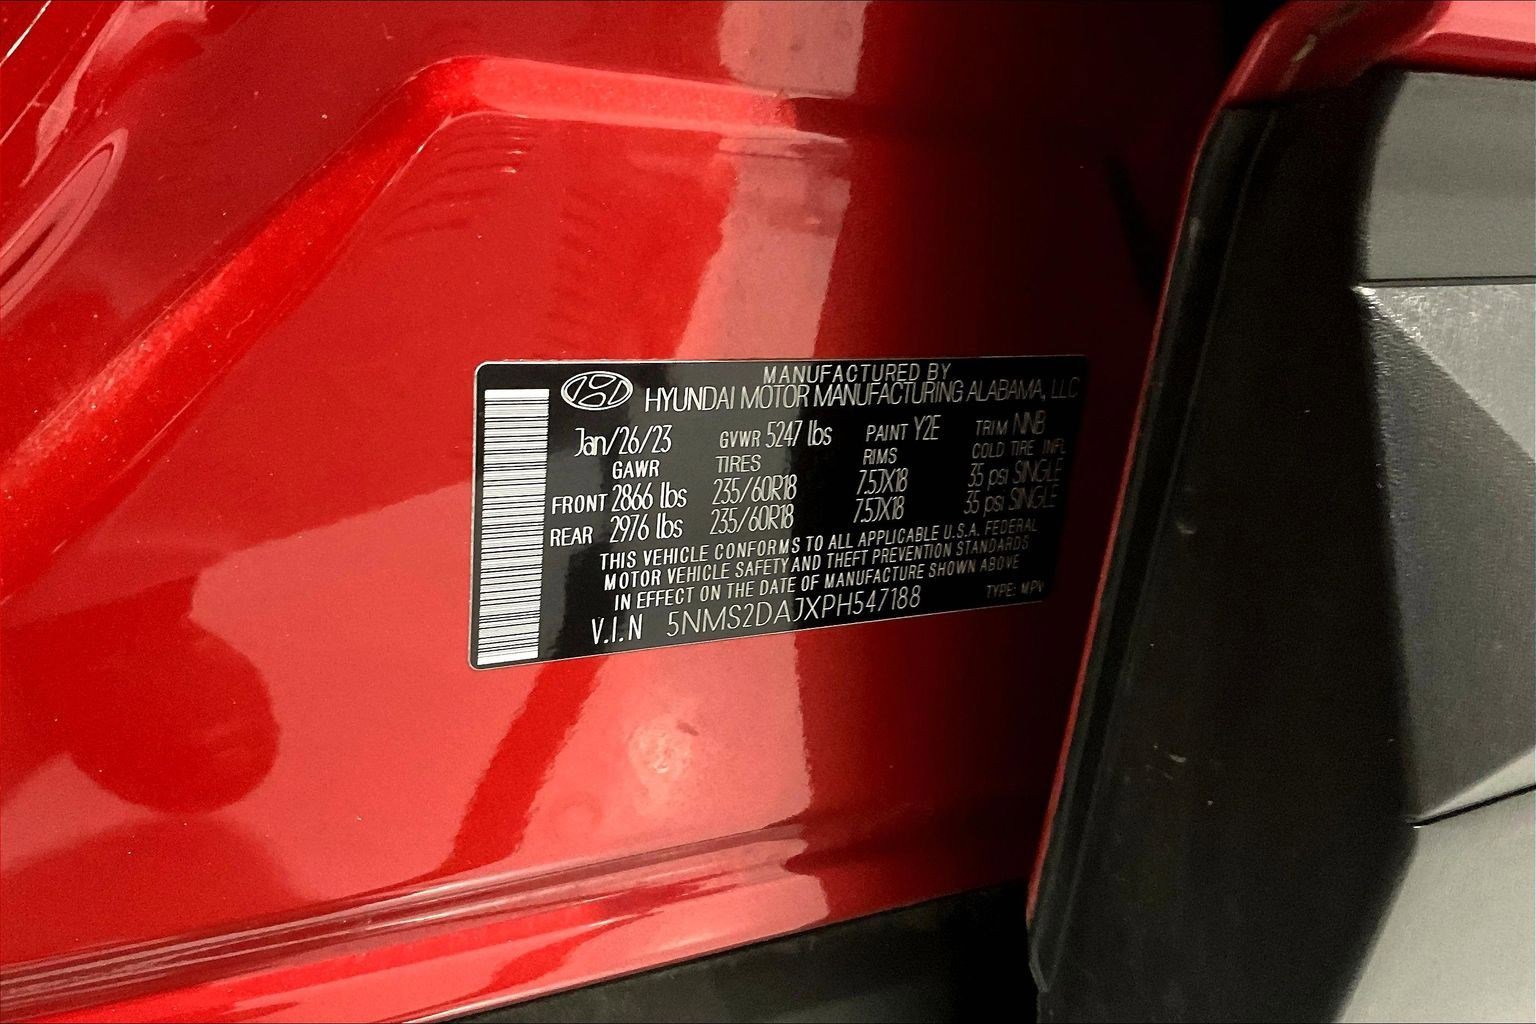 MANUFACTURED BY
HYUNDAI MOTOR MANUFACTURING ALABAMA, LLC
Jan/26/23 GVWR 5247 lbs PAINT Y2E TRIM NNB
GAWR TIRES RIMS COLD TIRE INFL
FRONT 2866 lbs 235/60R18 7.5JX18 35 psi SINGLE
REAR 2976 lbs 235/60R18 7.5JX18 35 psi SINGLE
THIS VEHICLE CONFORMS TO ALL APPLICABLE U.S.A. FEDERAL
MOTOR VEHICLE SAFETY AND THEFT PREVENTION STANDARDS
IN EFFECT ON THE DATE OF MANUFACTURE SHOWN ABOVE
V.I.N 5NMS2DAJXPH547188 TYPE: MPV